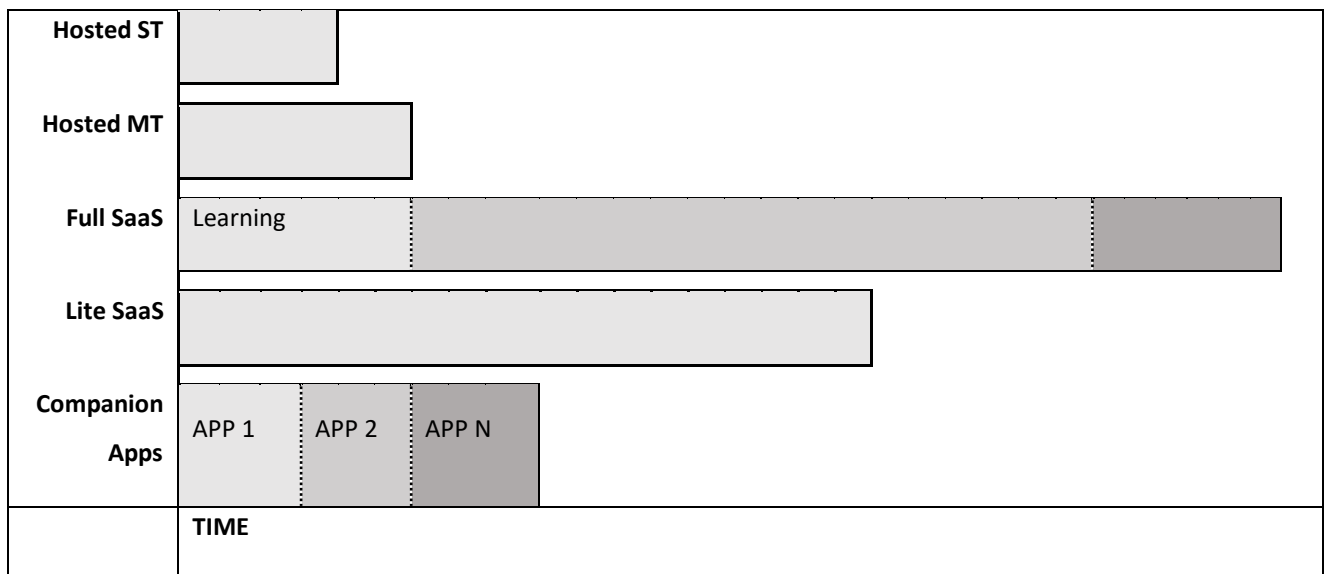 Hosted ST
Hosted MT
Full SaaS Learning
Lite SaaS
Companion
Apps
APP 1 APP 2 APP N
TIME